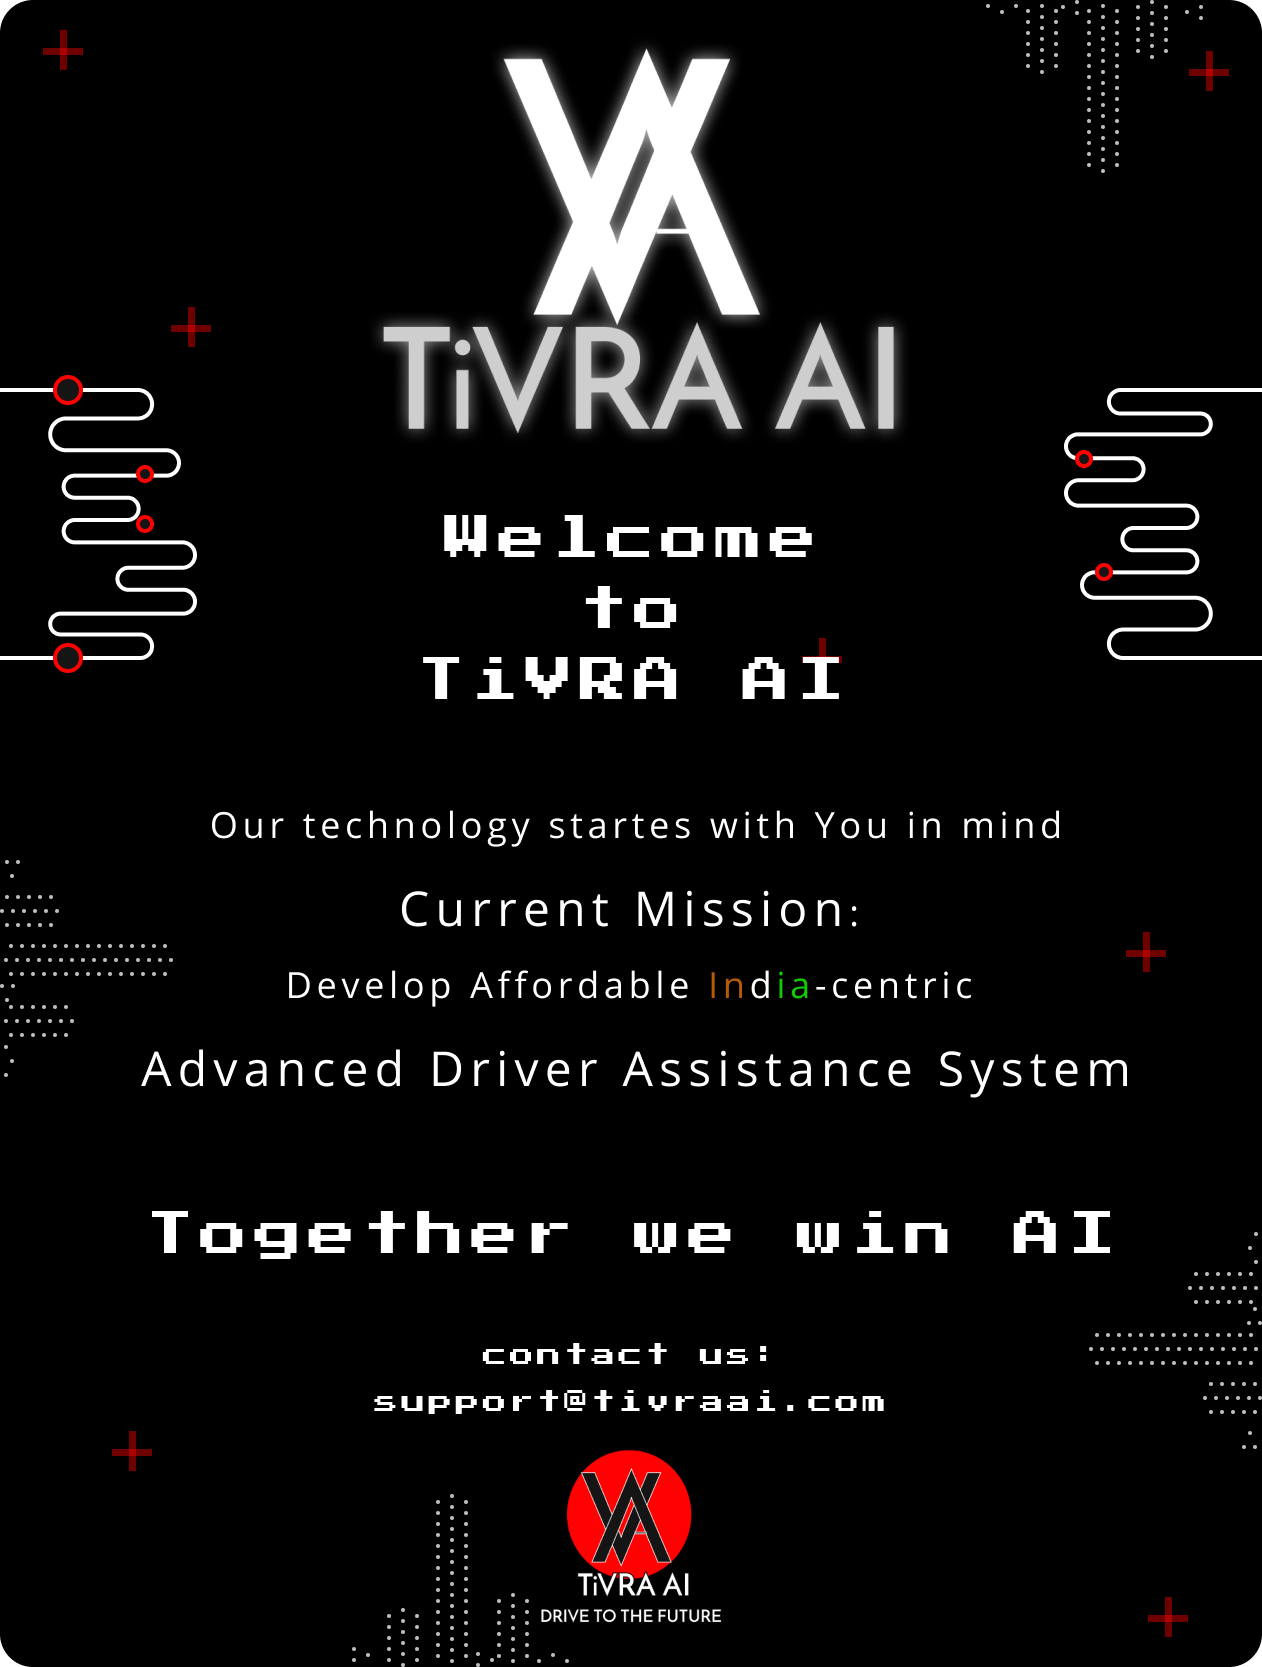 TiVRA AI
Welcome
to
TiVRA AI
Our technology startes with You in mind
Current Mission:
Develop Affordable India-centric
Advanced Driver Assistance System
Together we win AI
contact us:
support@tivraai.com
TiVRA AI
DRIVE TO THE FUTURE